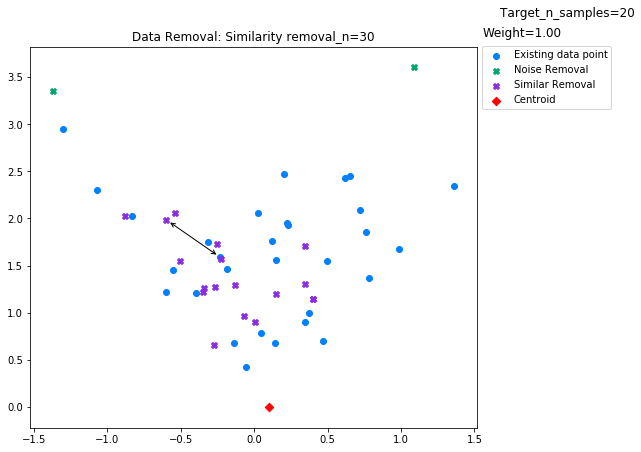 Target_n_samples=20
Weight=1.00
Data Removal: Similarity removal_n=30
Existing data point
Noise Removal
Similar Removal
Centroid
3.5
3.0
2.5
2.0
1.5
1.0
0.5
0.0
−1.5 −1.0 −0.5 0.0 0.5 1.0 1.5